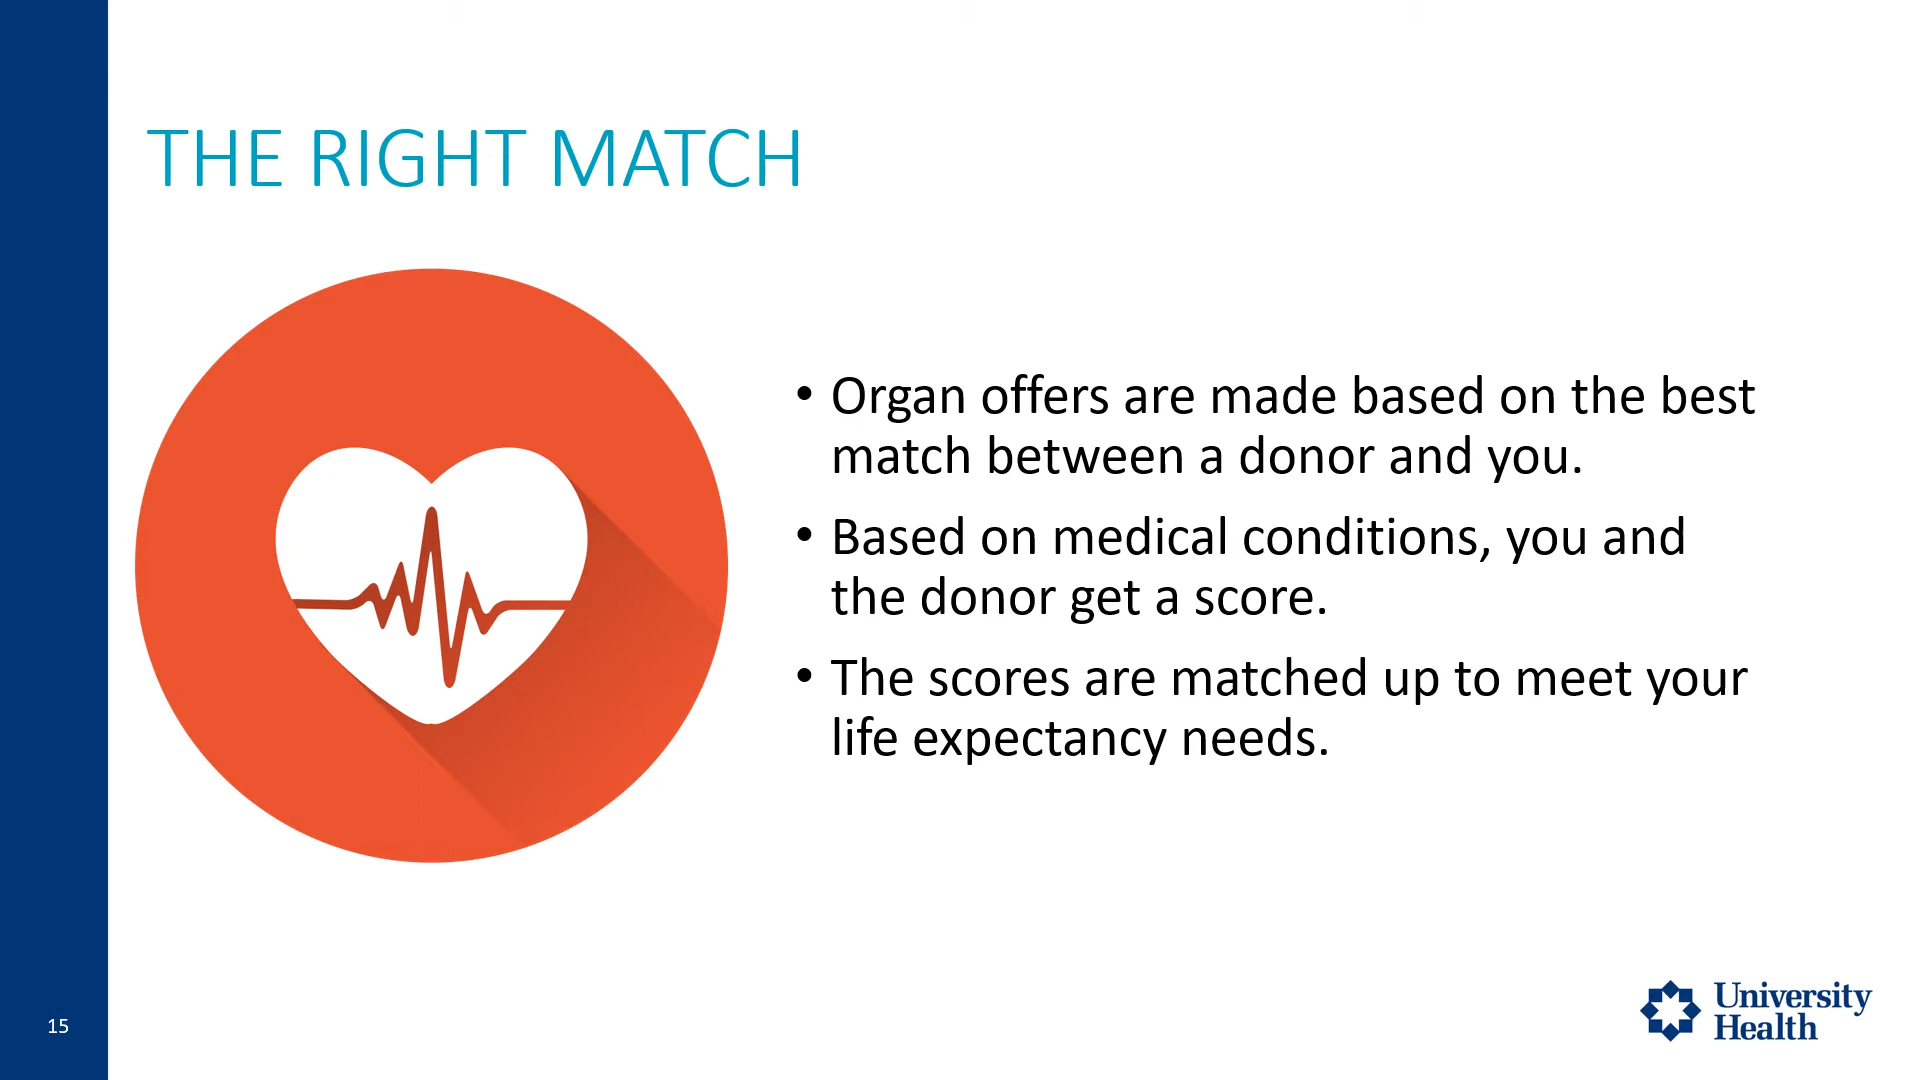 THE RIGHT MATCH
• Organ offers are made based on the best
match between a donor and you.
• Based on medical conditions, you and
the donor get a score.
• The scores are matched up to meet your
life expectancy needs.
15
University
Health